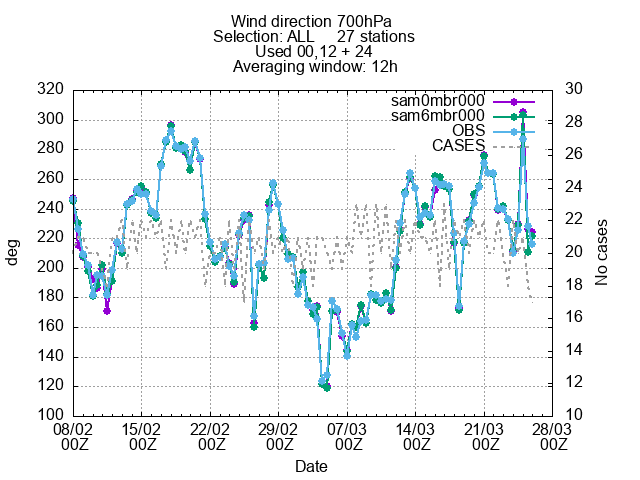 Wind direction 700hPa
Selection: ALL 27 stations
Used 00,12 + 24
Averaging window: 12h
sam0mbr000
sam6mbr000
OBS
CASES
320
300
280
260
240
220
200
180
160
140
120
100
deg
30
28
26
24
22
20
18
16
14
12
10
No cases
08/02 15/02 22/02 29/02 07/03 14/03 21/03 28/03
00Z 00Z 00Z 00Z 00Z 00Z 00Z 00Z
Date